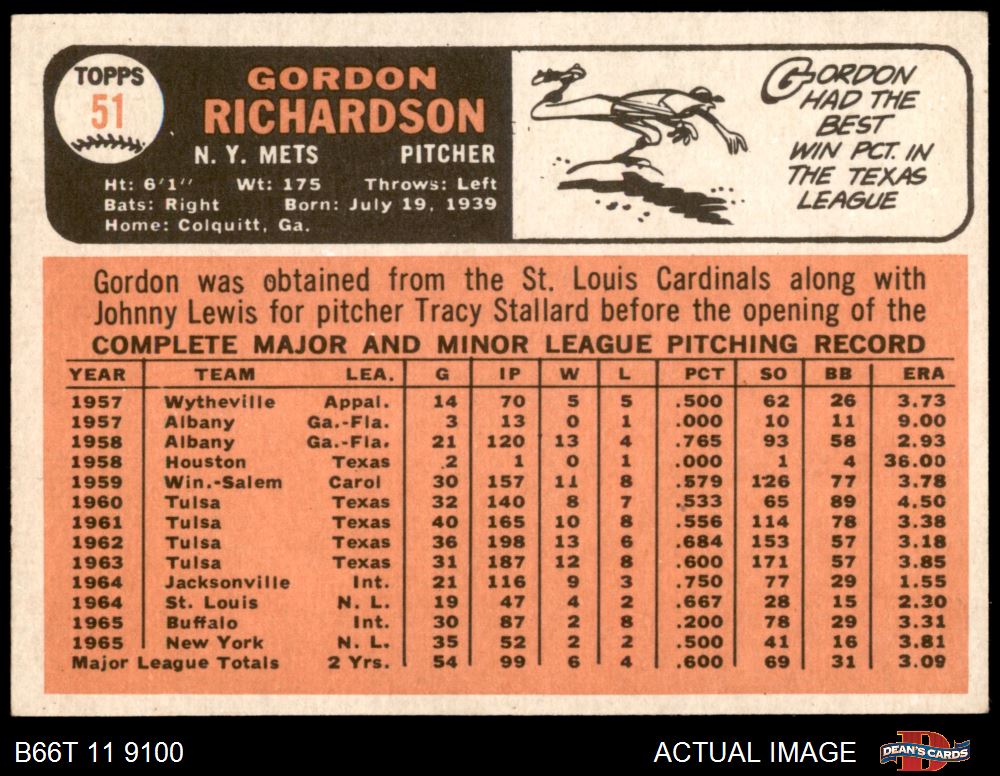 TOPPS
51
GORDON
RICHARDSON
N. Y. METS PITCHER
Ht: 6'1" Wt: 175 Throws: Left
Bats: Right Born: July 19, 1939
Home: Colquitt, Ga.
GORDON
HAD THE
BEST
WIN PCT. IN
THE TEXAS
LEAGUE
Gordon was obtained from the St. Louis Cardinals along with
Johnny Lewis for pitcher Tracy Stallard before the opening of the
COMPLETE MAJOR AND MINOR LEAGUE PITCHING RECORD
YEAR TEAM LEA. G IP W L PCT SO BB ERA
1957 Wytheville Appal. 14 70 5 5 .500 62 26 3.73
1957 Albany Ga.-Fla. 3 13 0 1 .000 10 11 9.00
1958 Albany Ga.-Fla. 21 120 13 4 .765 93 58 2.93
1958 Houston Texas 2 1 0 1 .000 1 4 36.00
1959 Win.-Salem Carol 30 157 11 8 .579 126 77 3.78
1960 Tulsa Texas 32 140 8 7 .533 65 89 4.50
1961 Tulsa Texas 40 165 10 8 .556 114 78 3.38
1962 Tulsa Texas 36 198 13 6 .684 153 57 3.18
1963 Tulsa Texas 31 187 12 8 .600 171 57 3.85
1964 Jacksonville Int. 21 116 9 3 .750 77 29 1.55
1964 St. Louis N. L. 19 47 4 2 .667 28 15 2.30
1965 Buffalo Int. 30 87 2 8 .200 78 29 3.31
1965 New York N. L. 35 52 2 2 .500 41 16 3.81
Major League Totals 2 Yrs. 54 99 6 4 .600 69 31 3.09
B66T 11 9100 ACTUAL IMAGE DEAN'S CARDS